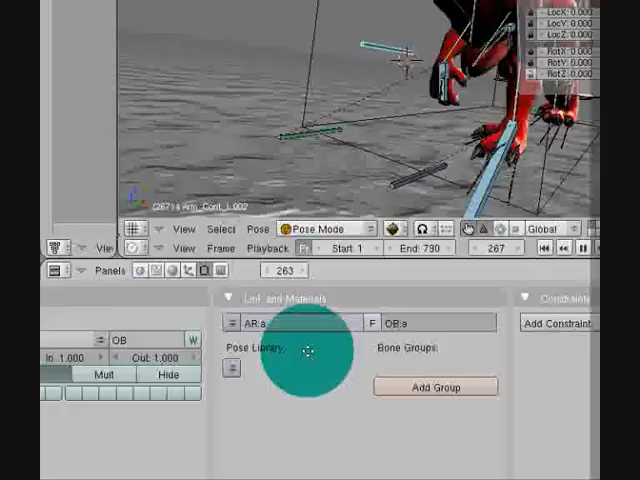 LocX: 0.000
LocY: 0.000
LocZ: 0.000
RotX: 0.000
RotY: 0.000
RotZ: 0.000
(267) a Arm_Cont_L.002
View Select Pose Pose Mode Global
Vie View Frame Playback Pr Start: 1 End: 790 267
Panels 263
Link and Materials Constraint
OB W AR:a F OB:a Add Constraint
In: 1.000 Out: 1.000 Pose Library: Bone Groups:
Mult Hide
Add Group